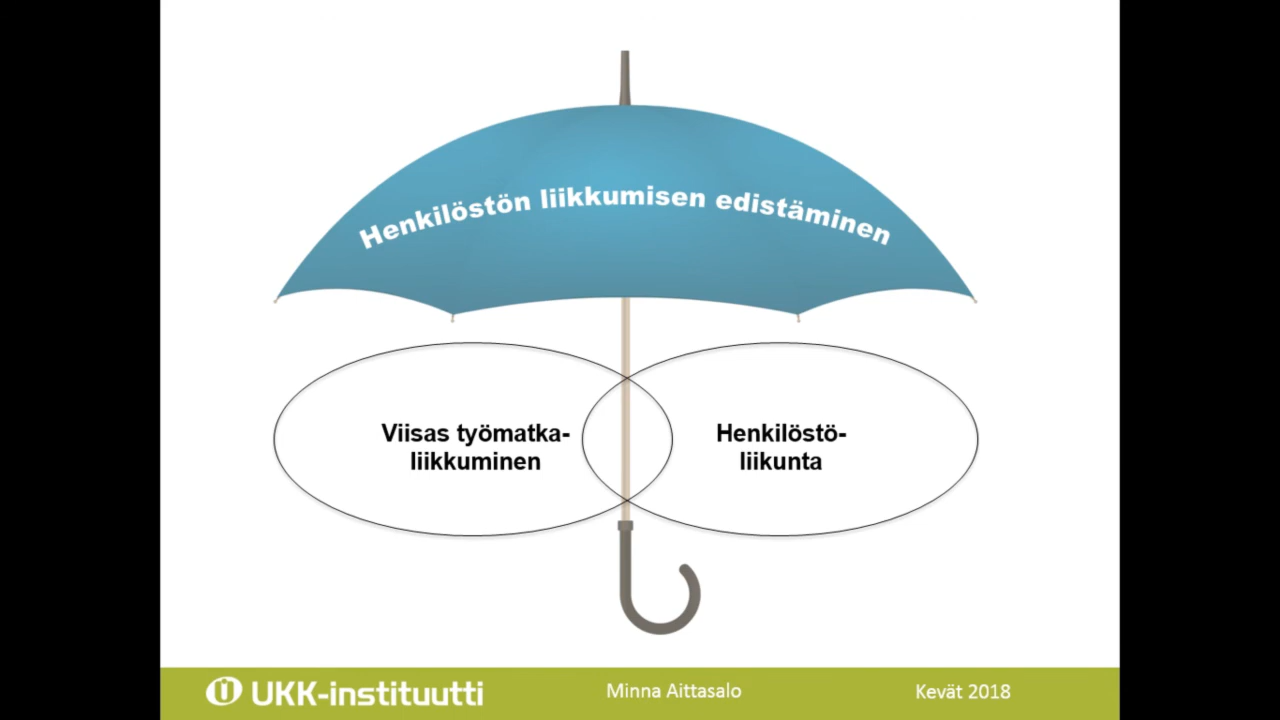 Henkilöstön liikkumisen edistäminen
Viisas työmatka-
liikkuminen
Henkilöstö-
liikunta
UKK-instituutti
Minna Aittasalo
Kevät 2018